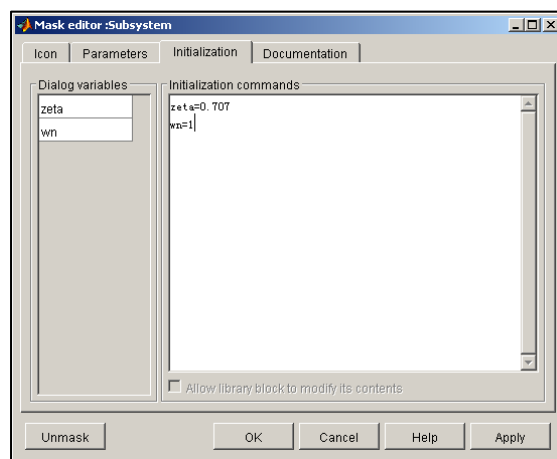 Mask editor :Subsystem
Icon Parameters Initialization Documentation
Dialog variables
zeta
wn
Initialization commands
zeta=0.707
wn=1
Allow library block to modify its contents
Unmask OK Cancel Help Apply